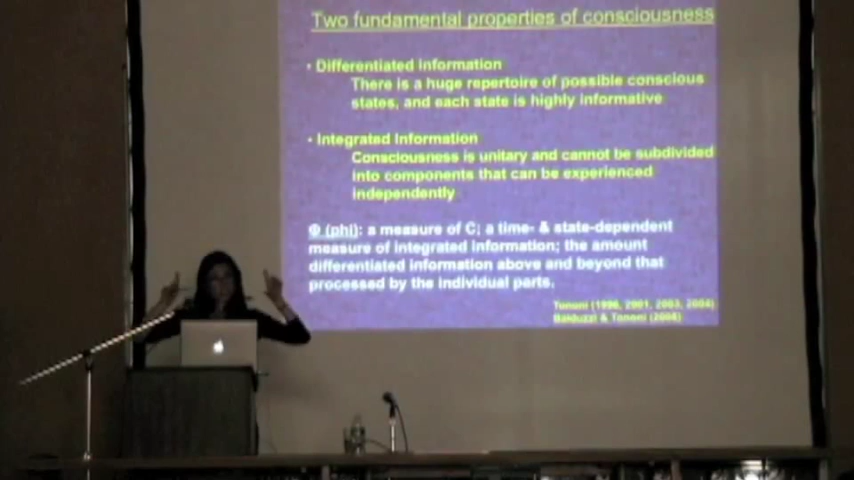 Two fundamental properties of consciousness
• Differentiated Information
There is a huge repertoire of possible conscious
states, and each state is highly informative
• Integrated Information
Consciousness is unitary and cannot be subdivided
into components that can be experienced
independently
Φ (phi): a measure of C; a time- & state-dependent
measure of integrated information; the amount
differentiated information above and beyond that
processed by the individual parts.
Tononi (1998, 2001, 2003, 2004)
Balduzzi & Tononi (2008)